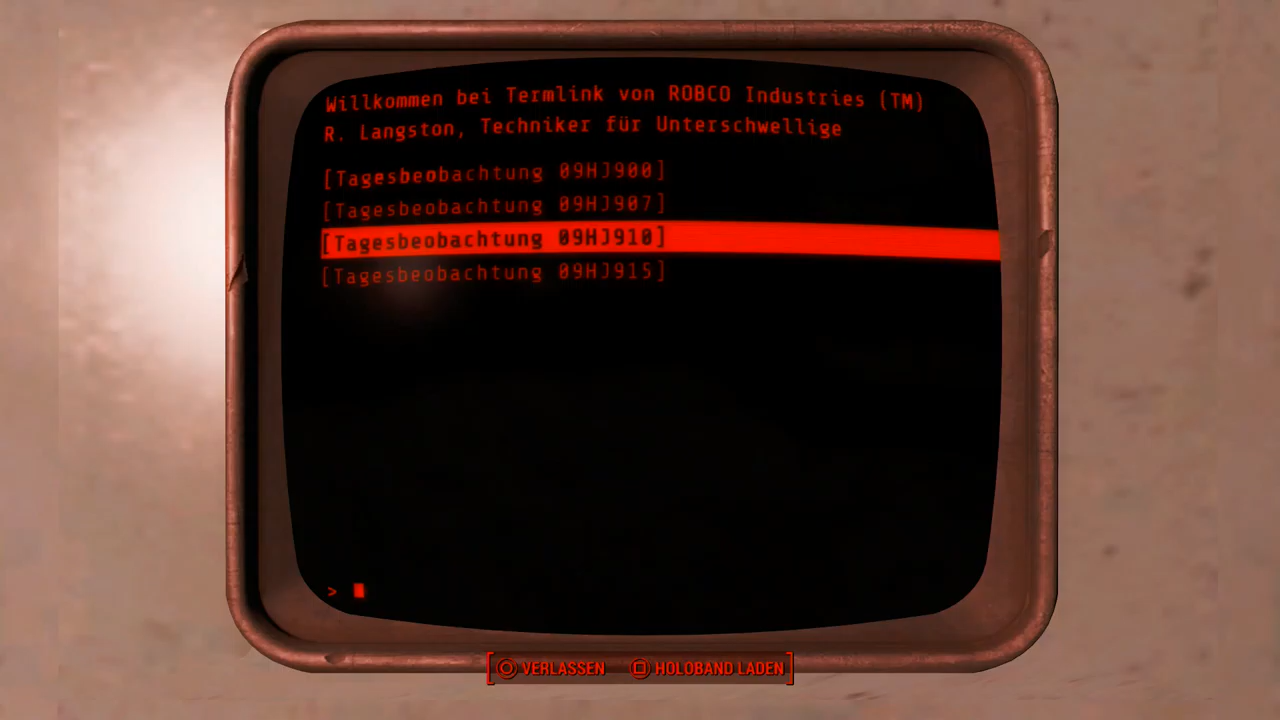 Willkommen bei Termlink von ROBCO Industries (TM)
R. Langston, Techniker für Unterschwellige
[Tagesbeobachtung 09HJ900]
[Tagesbeobachtung 09HJ907]
[Tagesbeobachtung 09HJ910]
[Tagesbeobachtung 09HJ915]
>
VERLASSEN HOLOBAND LADEN